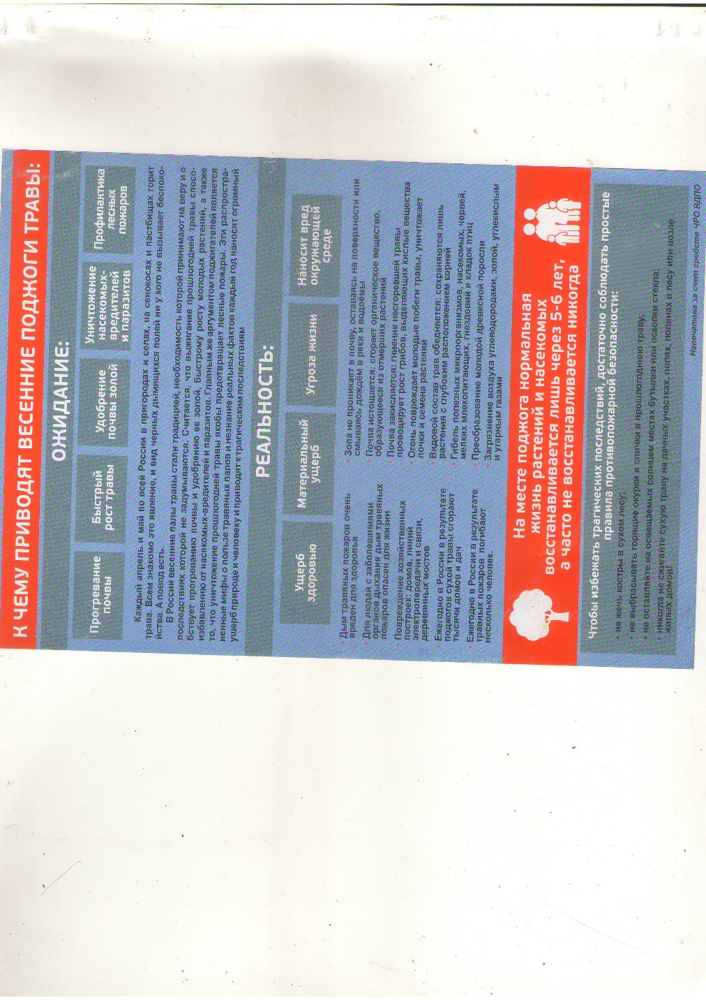 К ЧЕМУ ПРИВОДЯТ ВЕСЕННИЕ ПОДЖОГИ ТРАВЫ:
ОЖИДАНИЕ:
Прогревание
почвы
Быстрый
рост травы
Удобрение
почвы золой
Уничтожение
насекомых-
вредителей
и паразитов
Профилактика
лесных
пожаров
Каждый апрель и май по всей России в пригородах и селах, на сенокосах и пастбищах горит
трава. Всем знакомо это явление, и вид черных дымящихся полей ни у кого не вызывает беспоко-
йства. А повод есть.
В России весенние палы травы стали традицией, необходимость которой принимают на веру и о
последствиях которой не задумываются. Считается, что выжигание прошлогодней травы спосо-
бствует прогреванию почвы и удобрению ее золой, быстрому росту молодых растений, а также
избавлению от насекомых-вредителей и паразитов. Главным же аргументом поджигателей является
то, что уничтожение прошлогодней травы якобы предотвращает лесные пожары. Эти распростра-
ненные мифы о пользе травяных палов и незнание реальных фактов каждый год наносят огромный
ущерб природе и человеку и приводит к трагическим последствиям
РЕАЛЬНОСТЬ:
Ущерб
здоровью
Материальный
ущерб
Угроза жизни
Наносит вред
окружающей
среде
• Дым травяных пожаров очень
вреден для здоровья
• Для людей с заболеваниями
органов дыхания дым травяных
пожаров опасен для жизни
• Повреждение хозяйственных
построек: домов, линий
электропередачи и связи,
деревянных мостов
• Ежегодно в России в результате
поджогов сухой травы сгорают
тысячи домов и дач
• Ежегодно в России в результате
травяных пожаров погибают
несколько человек.
• Зола не проникает в почву, оставаясь на поверхности или
смываясь дождём в реки и водоёмы
• Почва истощается: сгорает органическое вещество,
образующееся из отмерших растений
• Почва закисляется: гниение несгоревшей травы
провоцирует рост грибов, выделяющих кислые вещества
• Огонь повреждает молодые побеги травы, уничтожает
почки и семена растений
• Видовой состав трав обедняется: сохраняются лишь
растения с глубоким расположением корней
• Гибель полезных, микроорганизмов, насекомых, червей,
мелких млекопитающих, гнездовий и кладок птиц
• Преобразование молодой древесной поросли
• Загрязнение воздуха углеводородами, золой, углекислым
и угарным газами
На месте поджога нормальная
жизнь растений и насекомых
восстанавливается лишь через 5-6 лет,
а часто не восстанавливается никогда
Чтобы избежать трагических последствий, достаточно соблюдать простые
правила противопожарной безопасности:
• не жечь костры в сухом лесу;
• не выбрасывать горящие окурки и спички в прошлогоднюю траву;
• не оставляйте на освещаемых солнцем местах бутылки или осколки стекла;
• никогда не сжигайте сухую траву на дачных участках, полях, полянах в лесу или возле
жилых домов!
Напечатана за счет средств ЧРО ВДПО